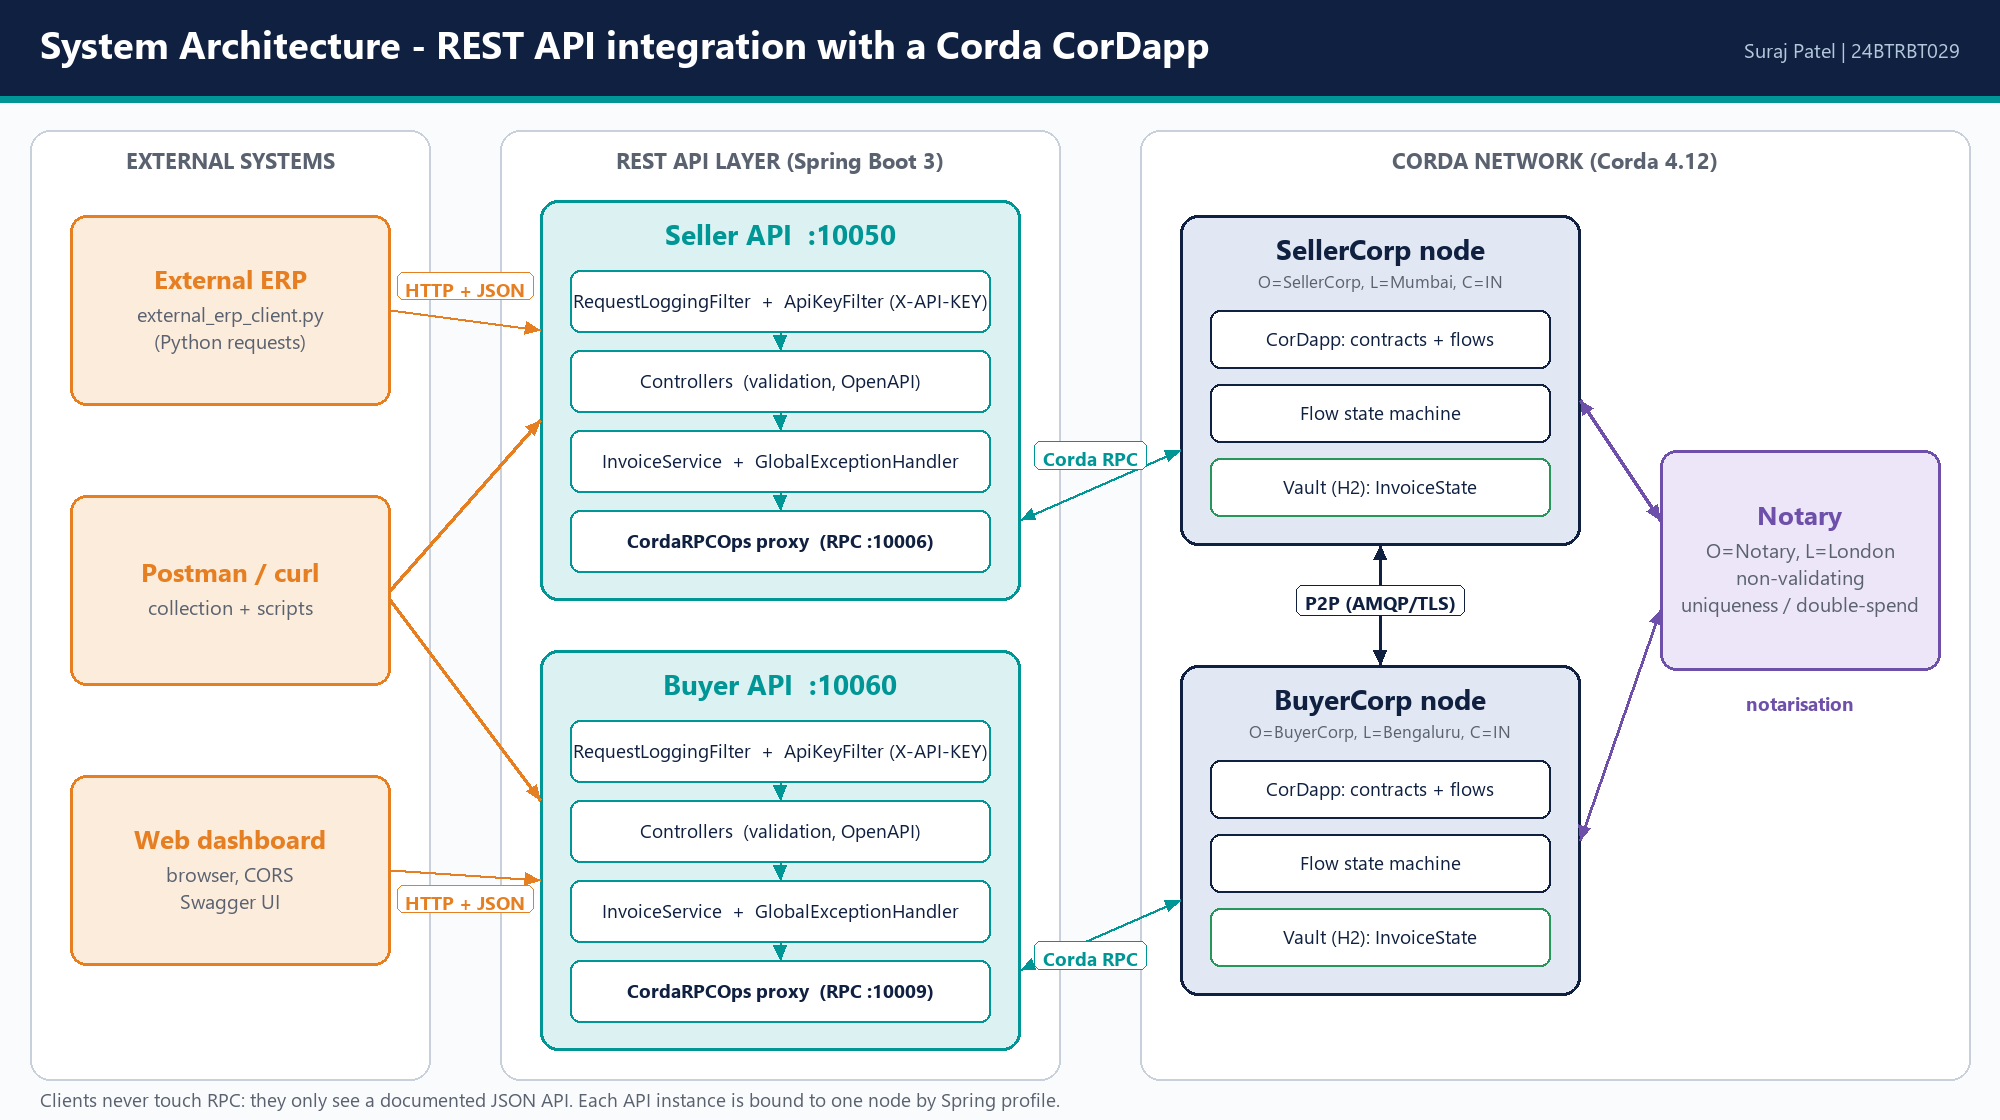 System Architecture - REST API integration with a Corda CorDapp
Suraj Patel | 24BTRBT029
EXTERNAL SYSTEMS
External ERP
external_erp_client.py
(Python requests)
Postman / curl
collection + scripts
Web dashboard
browser, CORS
Swagger UI
HTTP + JSON
HTTP + JSON
REST API LAYER (Spring Boot 3)
Seller API :10050
RequestLoggingFilter + ApiKeyFilter (X-API-KEY)
Controllers (validation, OpenAPI)
InvoiceService + GlobalExceptionHandler
CordaRPCOps proxy (RPC :10006)
Buyer API :10060
RequestLoggingFilter + ApiKeyFilter (X-API-KEY)
Controllers (validation, OpenAPI)
InvoiceService + GlobalExceptionHandler
CordaRPCOps proxy (RPC :10009)
Corda RPC
Corda RPC
CORDA NETWORK (Corda 4.12)
SellerCorp node
O=SellerCorp, L=Mumbai, C=IN
CorDapp: contracts + flows
Flow state machine
Vault (H2): InvoiceState
P2P (AMQP/TLS)
BuyerCorp node
O=BuyerCorp, L=Bengaluru, C=IN
CorDapp: contracts + flows
Flow state machine
Vault (H2): InvoiceState
Notary
O=Notary, L=London
non-validating
uniqueness / double-spend
notarisation
Clients never touch RPC: they only see a documented JSON API. Each API instance is bound to one node by Spring profile.